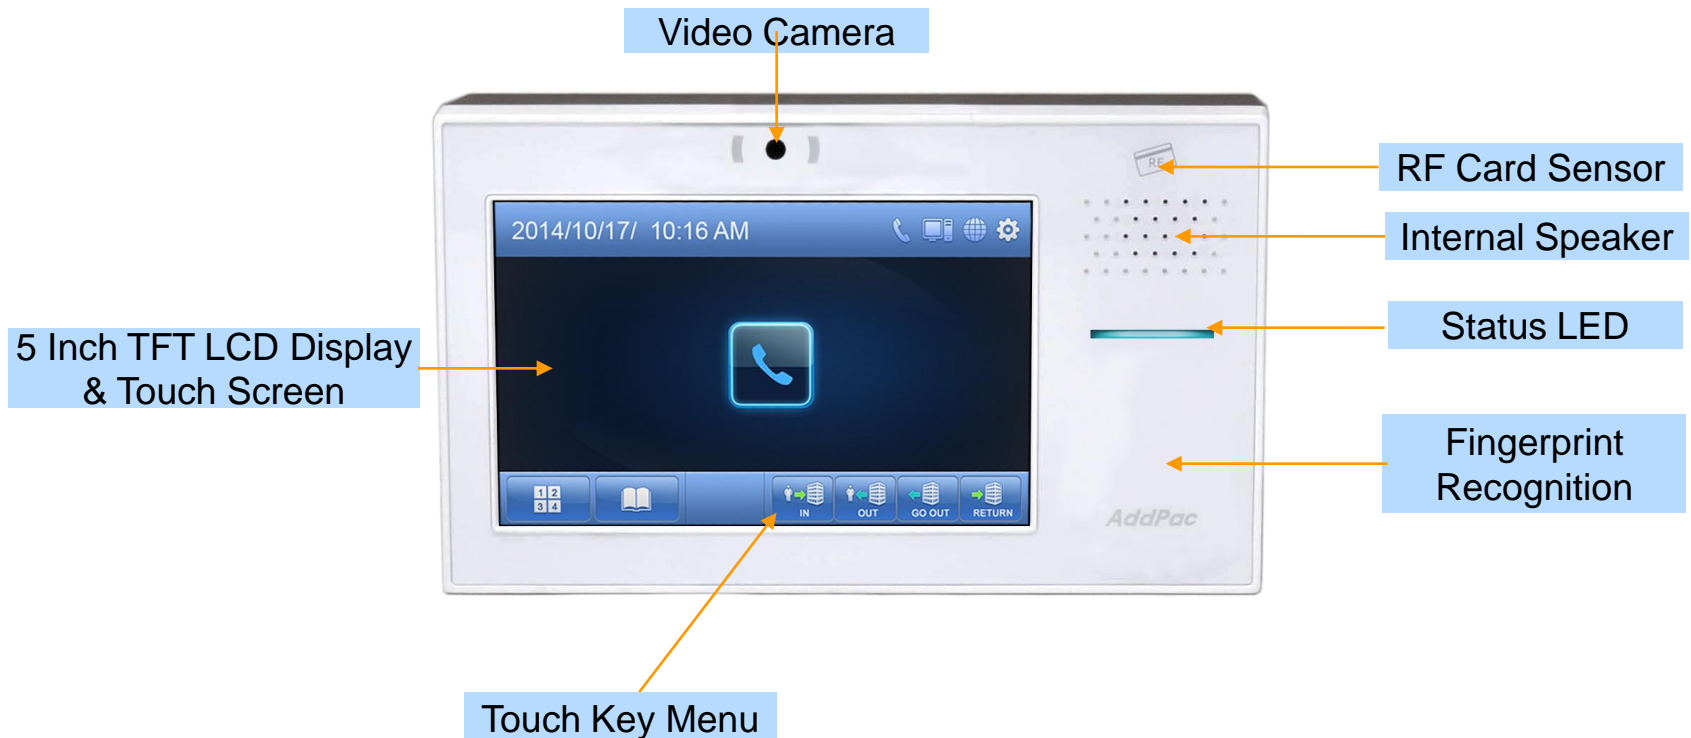 Video Camera
RF
RF Card Sensor
Internal Speaker
2014/10/17/ 10:16 AM
Status LED
5 Inch TFT LCD Display
& Touch Screen
Fingerprint
Recognition
1 2
3 4
IN
OUT
GO OUT
RETURN
AddPac
Touch Key Menu